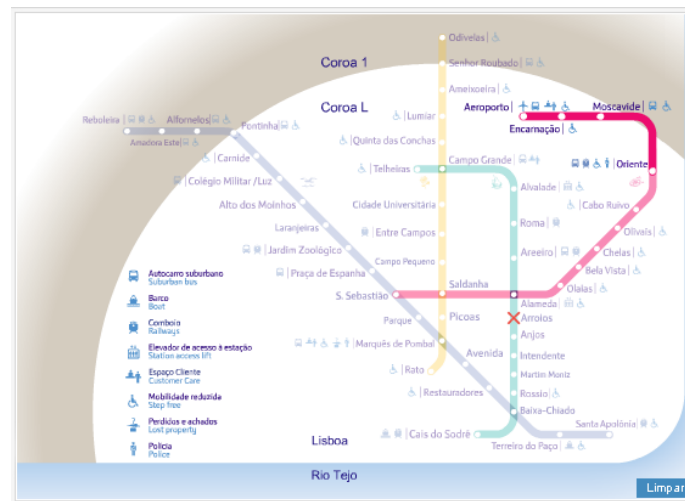 Odivelas
Coroa 1
Senhor Roubado
Ameixoeira
Coroa L
Aeroporto
Moscavide
Reboleira
Alfornelos
Pontinha
Lumiar
Encarnação
Amadora Este
Quinta das Conchas
Carnide
Telheiras
Campo Grande
Oriente
Colégio Militar /Luz
Alvalade
Alto dos Moinhos
Cidade Universitária
Cabo Ruivo
Laranjeiras
Entre Campos
Roma
Olivais
Jardim Zoológico
Areeiro
Chelas
Campo Pequeno
Bela Vista
Praça de Espanha
Saldanha
Olaias
S. Sebastião
Alameda
Parque
Picoas
Arroios
Anjos
Marquês de Pombal
Avenida
Intendente
Rato
Martim Moniz
Restauradores
Rossio
Baixa-Chiado
Cais do Sodré
Santa Apolónia
Terreiro do Paço
Autocarro suburbano
Suburban bus
Barco
Boat
Comboio
Railways
Elevador de acesso à estação
Station access lift
Espaço Cliente
Customer Care
Mobilidade reduzida
Step free
Perdidos e achados
Lost property
Polícia
Police
Lisboa
Rio Tejo
Limpar